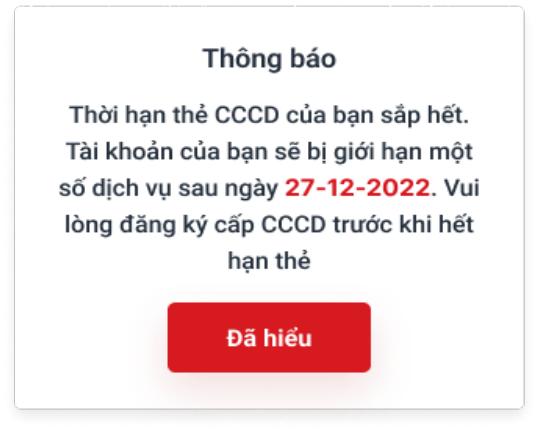 Thông báo
Thời hạn thẻ CCCD của bạn sắp hết.
Tài khoản của bạn sẽ bị giới hạn một
số dịch vụ sau ngày 27-12-2022. Vui
lòng đăng ký cấp CCCD trước khi hết
hạn thẻ
Đã hiểu